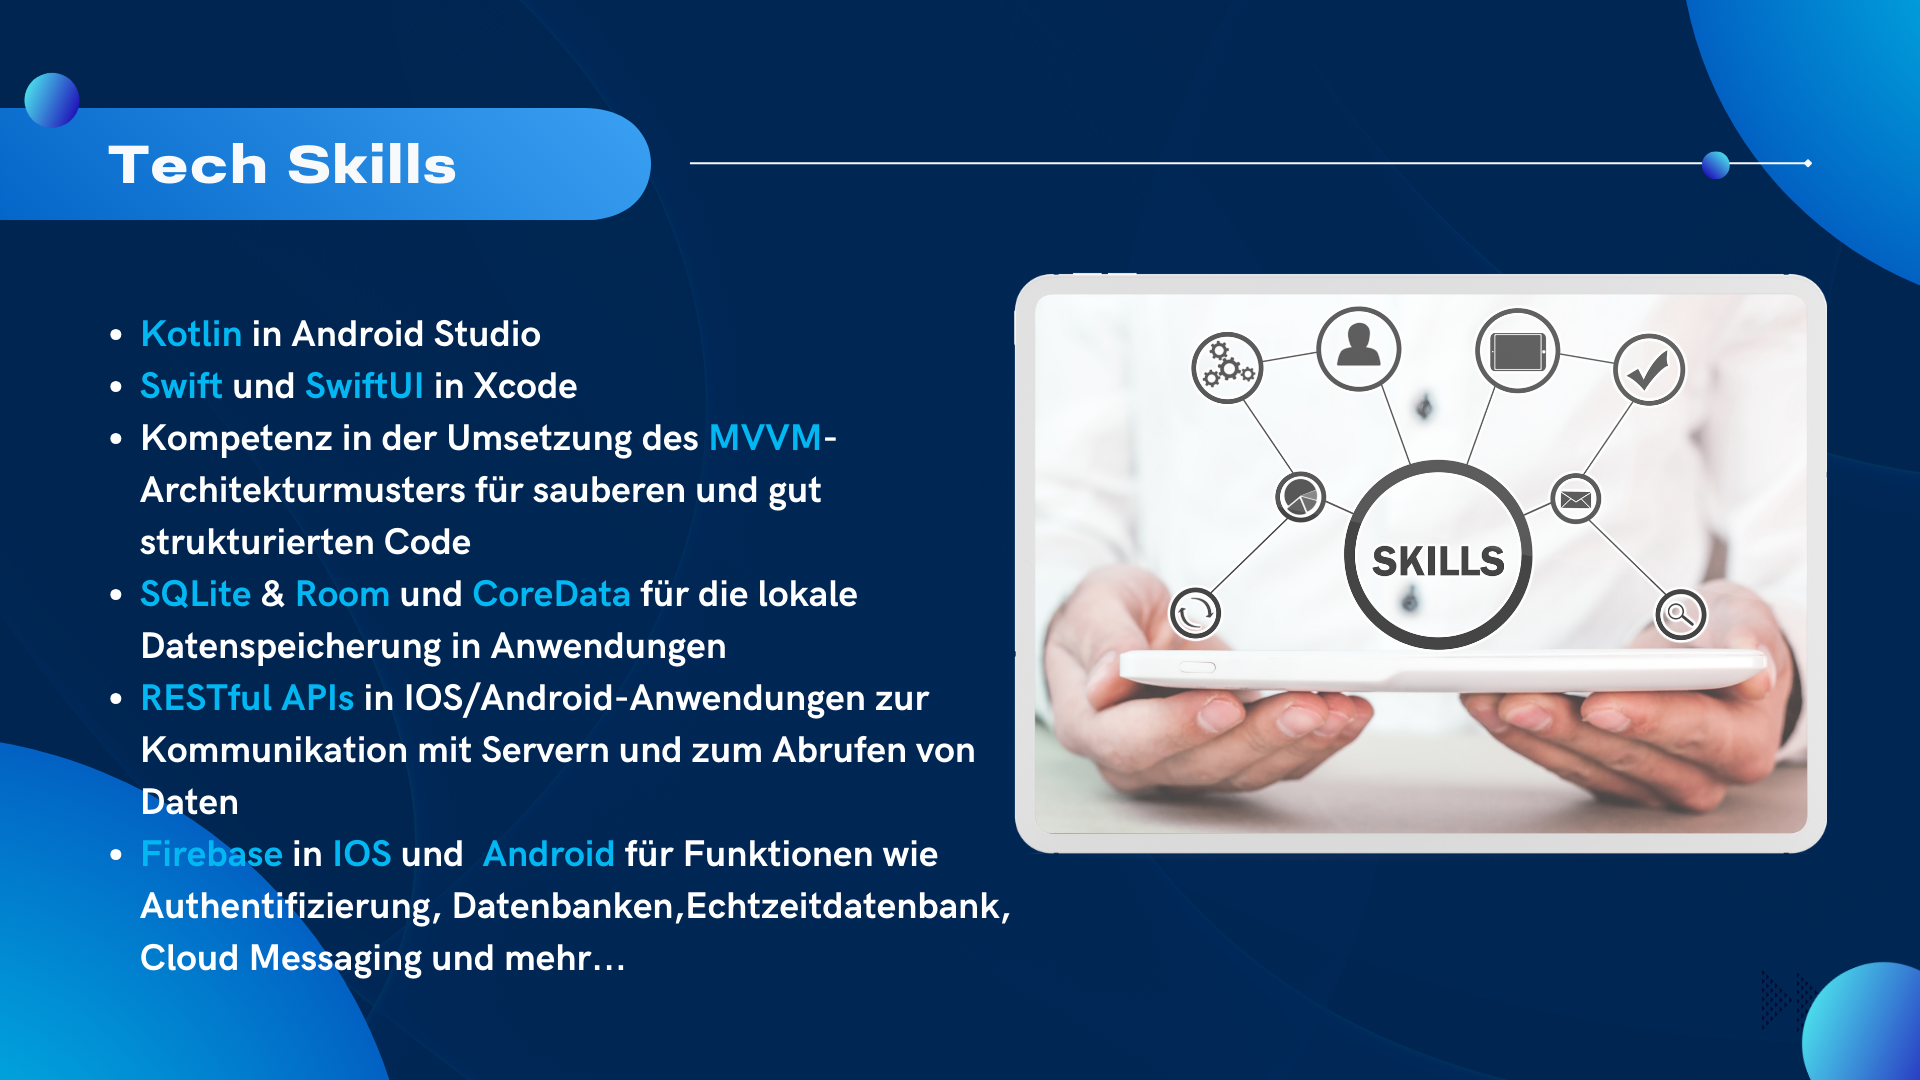 Tech Skills
Kotlin in Android Studio
Swift und SwiftUI in Xcode
Kompetenz in der Umsetzung des MVVM-
Architekturmusters für sauberen und gut
strukturierten Code
SQLite & Room und CoreData für die lokale
Datenspeicherung in Anwendungen
RESTful APIs in IOS/Android-Anwendungen zur
Kommunikation mit Servern und zum Abrufen von
Daten
Firebase in IOS und  Android für Funktionen wie
Authentifizierung, Datenbanken,Echtzeitdatenbank,
Cloud Messaging und mehr...
SKILLS